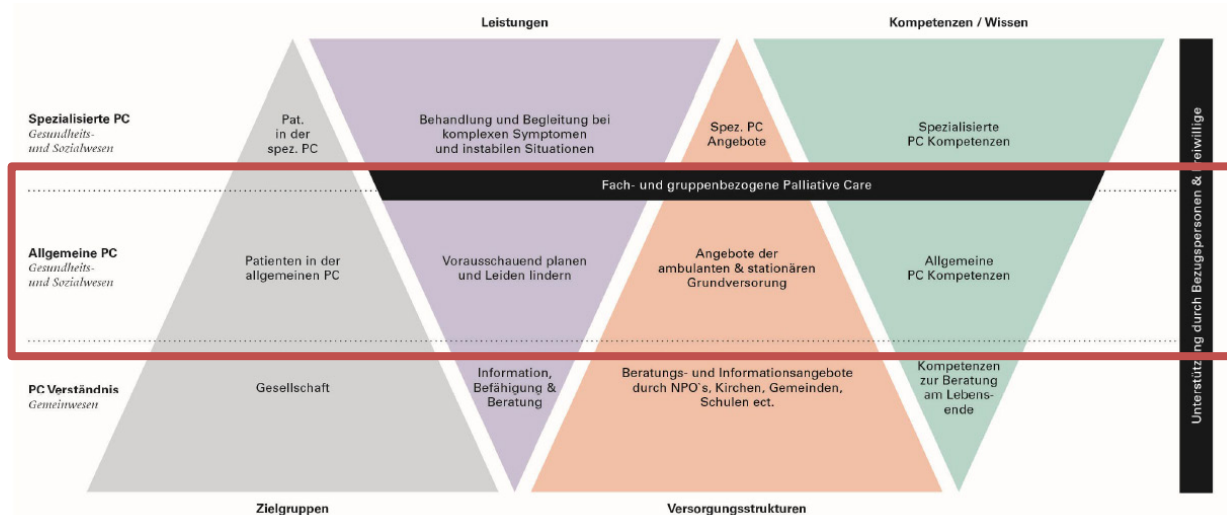 Leistungen
Kompetenzen / Wissen
Spezialisierte PC
Gesundheits-
und Sozialwesen
Pat.
in der
spez. PC
Behandlung und Begleitung bei
komplexen Symptomen
und instabilen Situationen
Spez. PC
Angebote
Spezialisierte
PC Kompetenzen
Fach- und gruppenbezogene Palliative Care
Allgemeine PC
Gesundheits-
und Sozialwesen
Patienten in der
allgemeinen PC
Vorausschauend planen
und Leiden lindern
Angebote der
ambulanten & stationären
Grundversorung
Allgemeine
PC Kompetenzen
PC Verständnis
Gemeinwesen
Gesellschaft
Information,
Befähigung &
Beratung
Beratungs- und Informationsangebote
durch NPO`s, Kirchen, Gemeinden,
Schulen ect.
Kompetenzen
zur Beratung
am Lebens-
ende
Unterstützung durch Bezugspersonen & Freiwillige
Zielgruppen
Versorgungsstrukturen